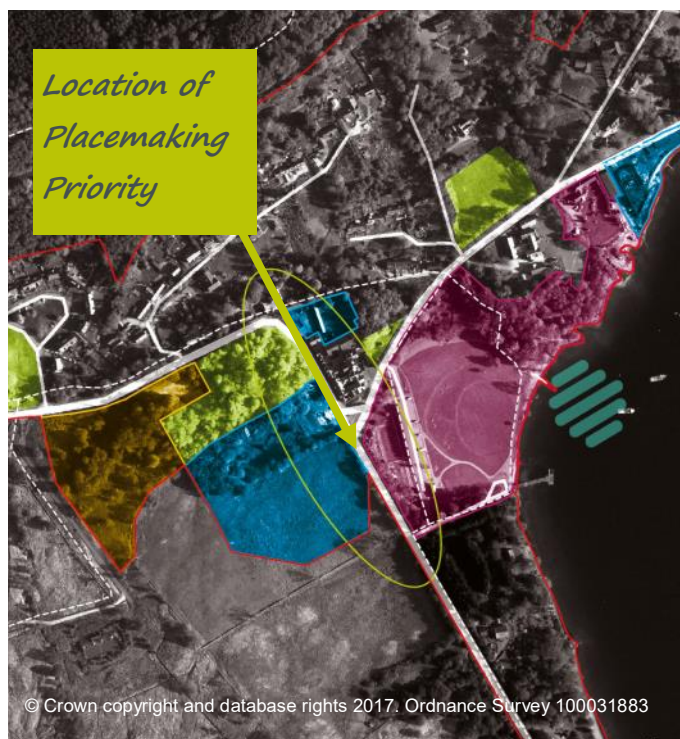 Location of
Placemaking
Priority
© Crown copyright and database rights 2017. Ordnance Survey 100031883